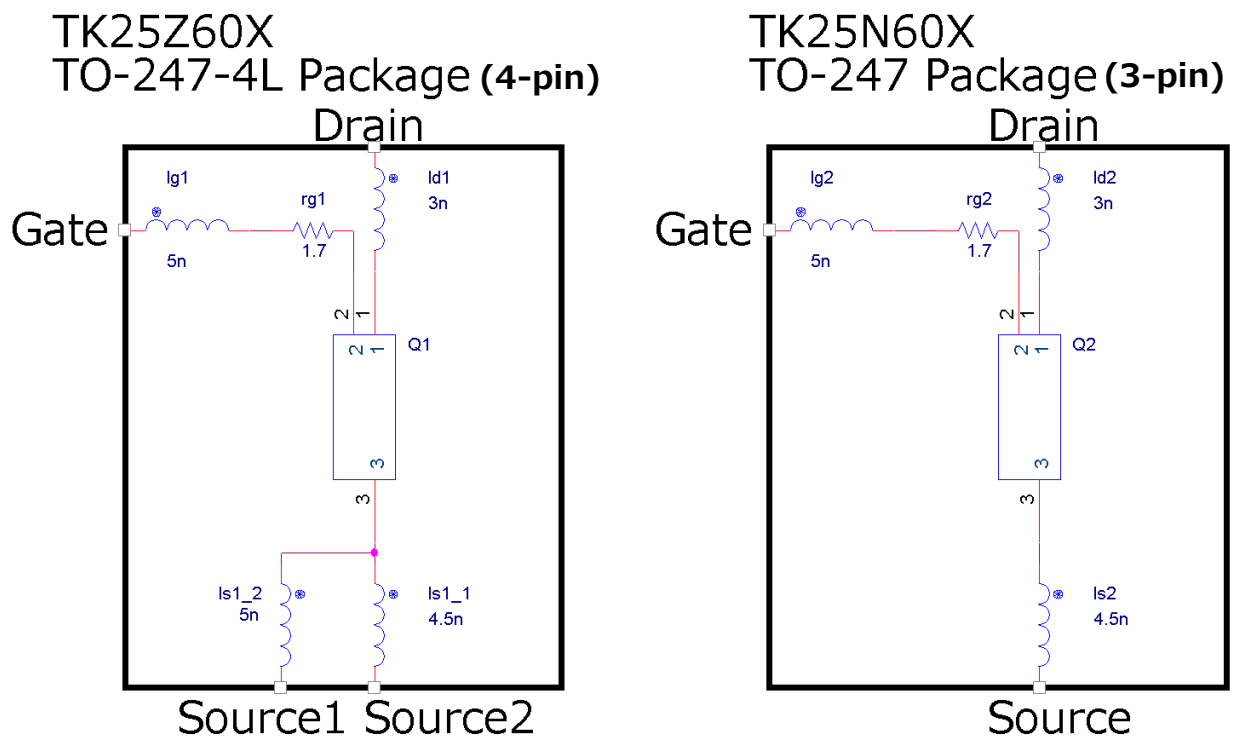 TK25Z60X
TO-247-4L Package (4-pin)
Drain
lg1
ld1
3n
rg1
Gate
1.7
5n
2
1
2
1
Q1
3
3
ls1_2
5n
ls1_1
4.5n
Source1
Source2
TK25N60X
TO-247 Package (3-pin)
Drain
lg2
ld2
3n
rg2
Gate
1.7
5n
2
1
2
1
Q2
3
3
ls2
4.5n
Source